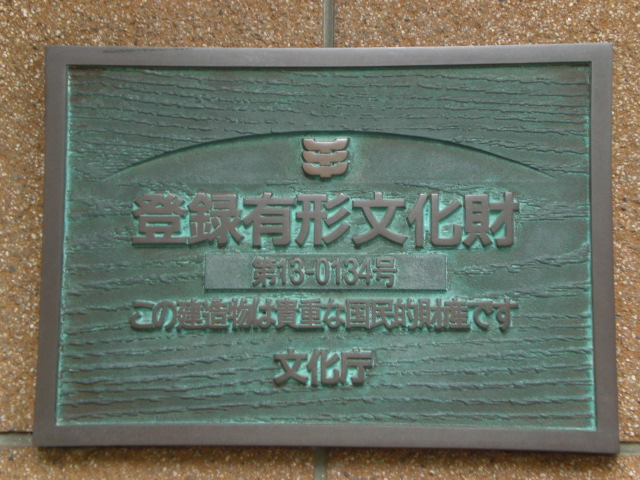 登録有形文化財
第13-0134号
この建造物は貴重な国民的財産です
文化庁